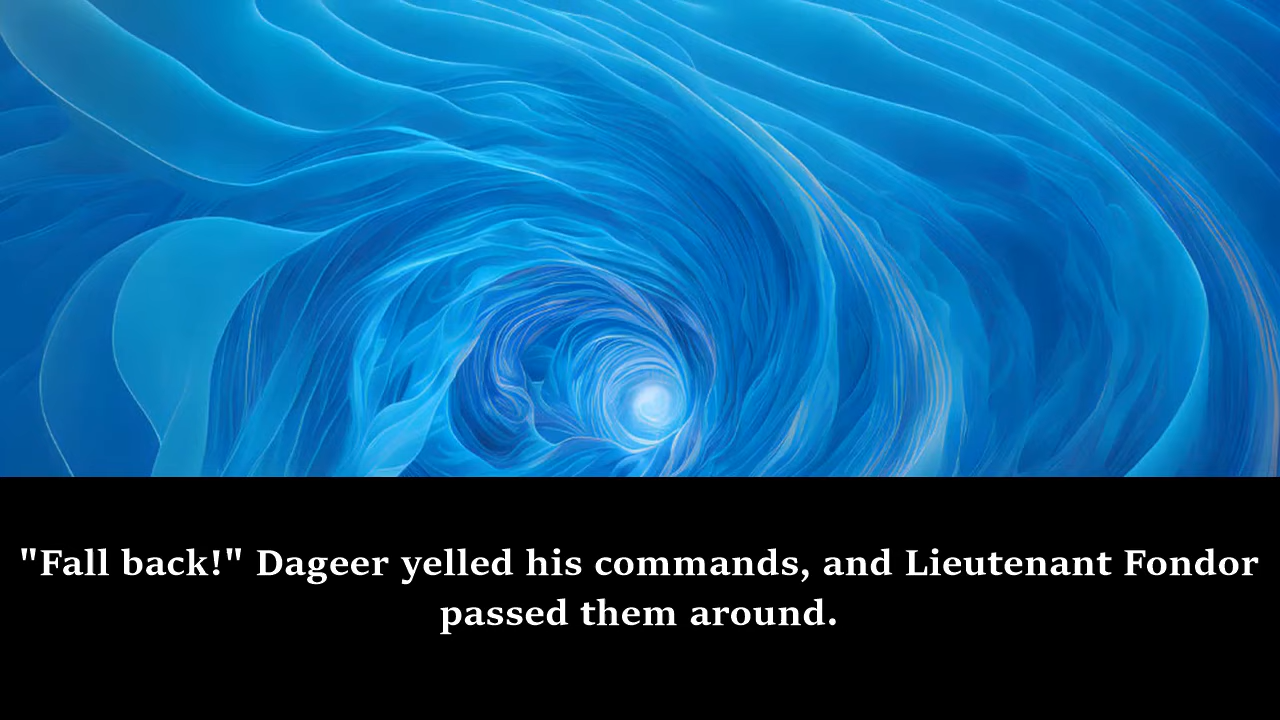 "Fall back!" Dageer yelled his commands, and Lieutenant Fondor
passed them around.